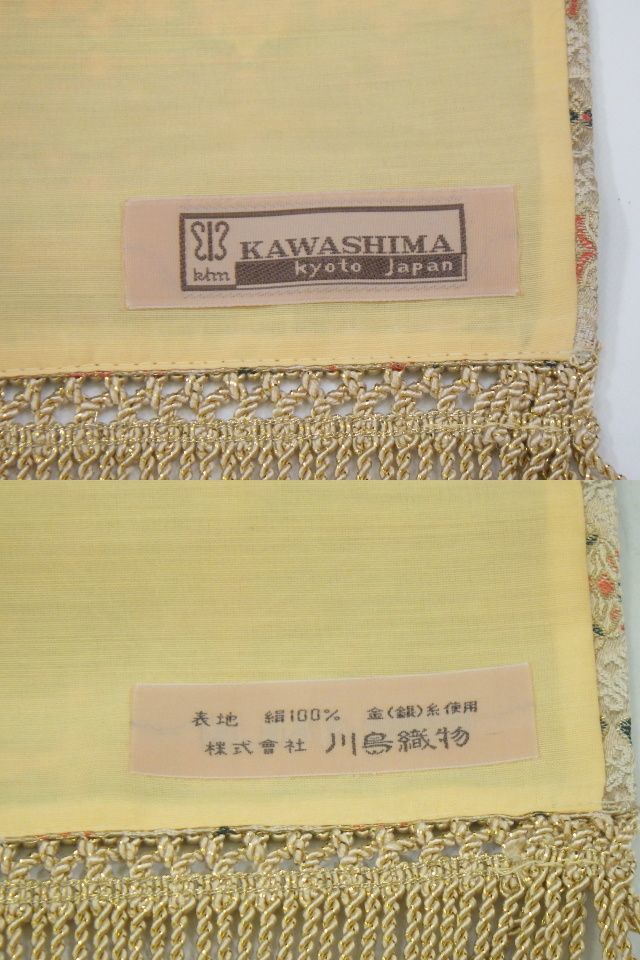 ktm
KAWASHIMA
kyoto Japan
表地 絹100% 金(銀)糸使用
株式會社 川島織物